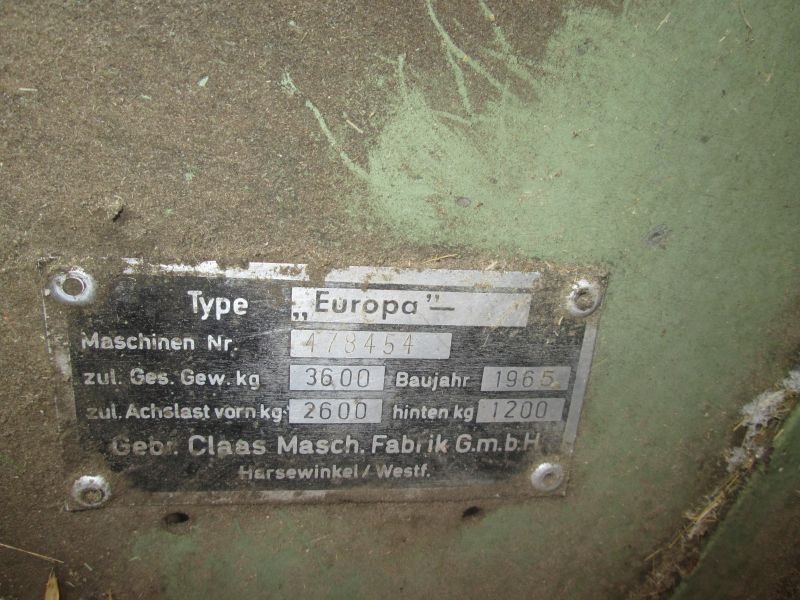 Type „Europa"—
Maschinen Nr. 478454
zul. Ges. Gew. kg 3600 Baujahr 1965
zul. Achslast vorn kg 2600 hinten kg 1200
Gebr. Claas Masch. Fabrik G.m.b.H
Harsewinkel / Westf.